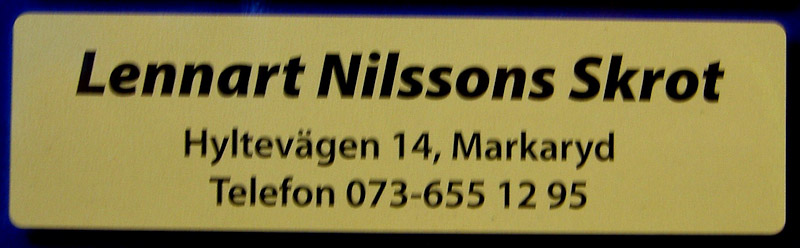 Lennart Nilssons Skrot
Hyltevägen 14, Markaryd
Telefon 073-655 12 95